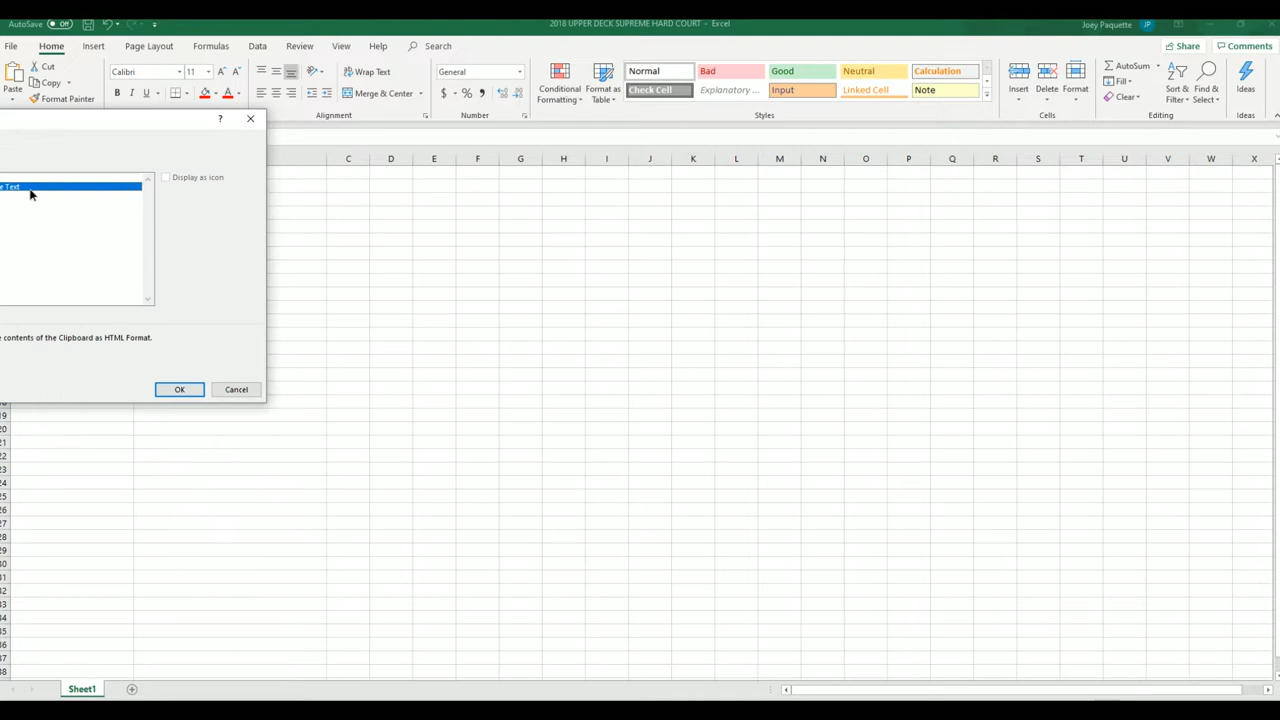 AutoSave Off 2018 UPPER DECK SUPREME HARD COURT - Excel Joey Paquette JP
File Home Insert Page Layout Formulas Data Review View Help Search Share Comments
Cut
Copy
Paste
Format Painter
Calibri 11
B I U A
Wrap Text
Merge & Center
Alignment
General
$ % 9
Number
Conditional Formatting
Format as Table
Normal Bad Good Neutral Calculation
Check Cell Explanatory ... Input Linked Cell Note
Styles
Insert Delete Format
Cells
AutoSum
Fill
Clear
Sort & Filter
Find & Select
Editing
Ideas
Ideas
? ×
C D E F G H I J K L M N O P Q R S T U V W X
e Text
Display as icon
contents of the Clipboard as HTML Format.
OK Cancel
Sheet1